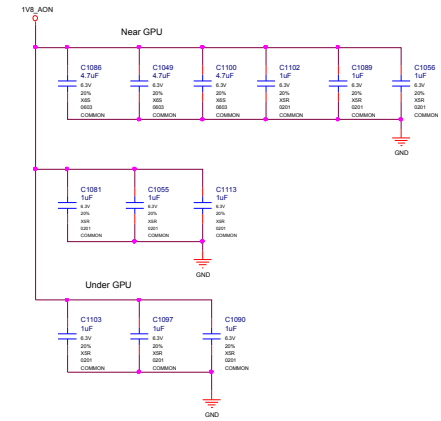 1V8_AON
Near GPU
C1086 C1049 C1100 C1102 C1089 C1056
4.7uF 4.7uF 4.7uF 1uF 1uF 1uF
6.3V 6.3V 6.3V 6.3V 6.3V 6.3V
20% 20% 20% 20% 20% 20%
X6S X6S X6S X5R X5R X5R
0603 0603 0603 0201 0201 0201
COMMON COMMON COMMON COMMON COMMON COMMON
GND
C1081 C1055 C1113
1uF 1uF 1uF
6.3V 6.3V 6.3V
20% 20% 20%
X5R X5R X5R
0201 0201 0201
COMMON COMMON COMMON
GND
Under GPU
C1103 C1097 C1090
1uF 1uF 1uF
6.3V 6.3V 6.3V
20% 20% 20%
X5R X5R X5R
0201 0201 0201
COMMON COMMON COMMON
GND